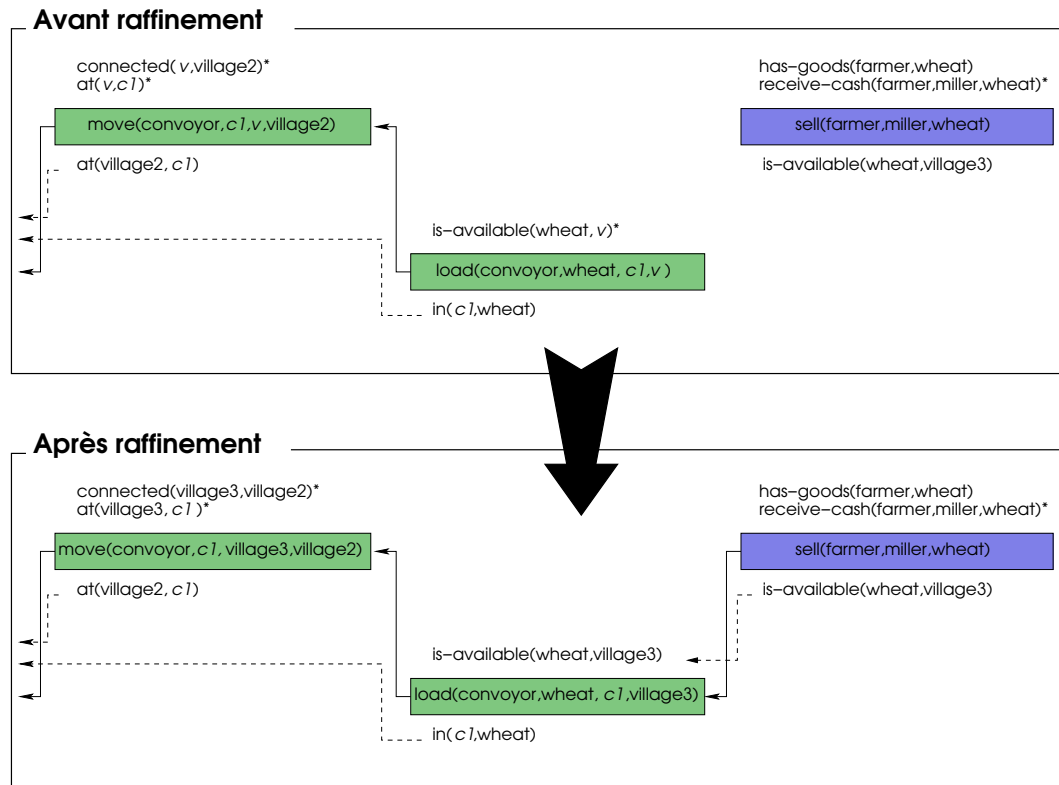 Avant raffinement
connected(v,village2)*
at(v,c1)*
move(convoyor,c1,v,village2)
at(village2,c1)
has-goods(farmer,wheat)
receive-cash(farmer,miller,wheat)*
sell(farmer,miller,wheat)
is-available(wheat,village3)
is-available(wheat,v)*
load(convoyor,wheat,c1,v)
in(c1,wheat)
Après raffinement
connected(village3,village2)*
at(village3,c1)*
move(convoyor,c1,village3,village2)
at(village2,c1)
has-goods(farmer,wheat)
receive-cash(farmer,miller,wheat)*
sell(farmer,miller,wheat)
is-available(wheat,village3)
is-available(wheat,village3)
load(convoyor,wheat,c1,village3)
in(c1,wheat)